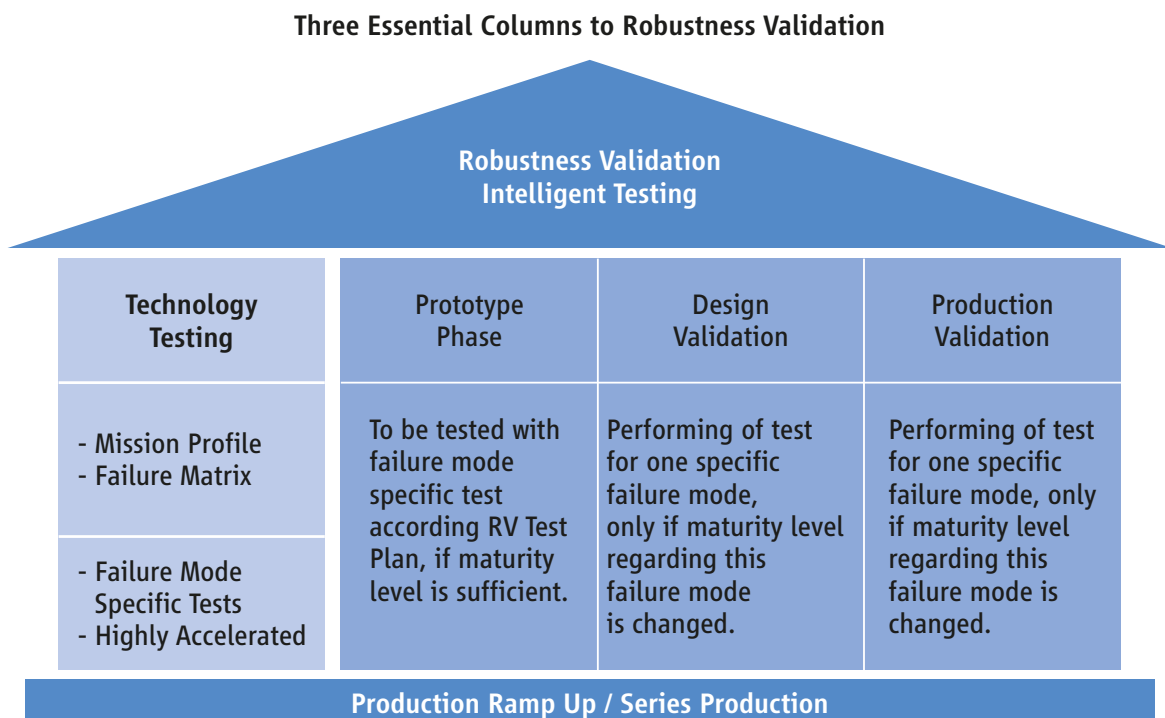 Three Essential Columns to Robustness Validation
Robustness Validation
Intelligent Testing
Technology
Testing
- Mission Profile
- Failure Matrix
- Failure Mode
Specific Tests
- Highly Accelerated
Prototype
Phase
To be tested with
failure mode
specific test
according RV Test
Plan, if maturity
level is sufficient.
Design
Validation
Performing of test
for one specific
failure mode,
only if maturity level
regarding this
failure mode
is changed.
Production
Validation
Performing of test
for one specific
failure mode, only
if maturity level
regarding this
failure mode is
changed.
Production Ramp Up / Series Production